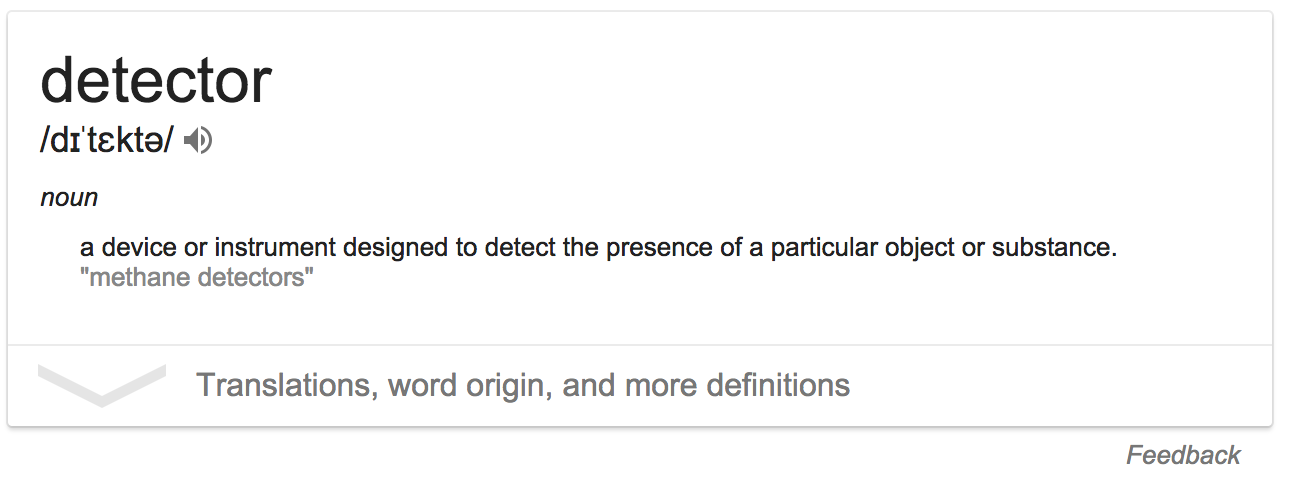 detector
/dɪˈtɛktə/
noun
a device or instrument designed to detect the presence of a particular object or substance.
"methane detectors"
Translations, word origin, and more definitions
Feedback